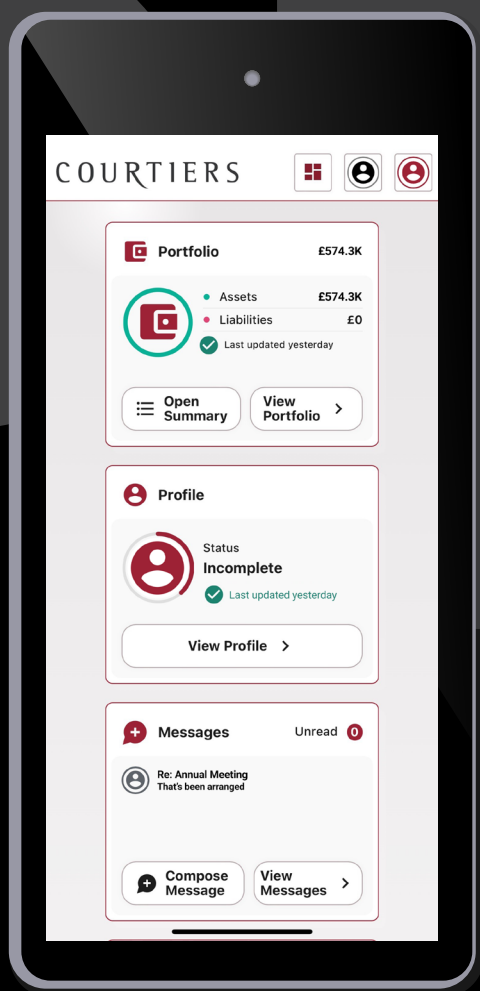 COURTIERS
Portfolio £574.3K
Assets £574.3K
Liabilities £0
Last updated yesterday
Open
Summary
View
Portfolio
Profile
Status
Incomplete
Last updated yesterday
View Profile
Messages Unread 0
Re: Annual Meeting
That's been arranged
Compose
Message
View
Messages